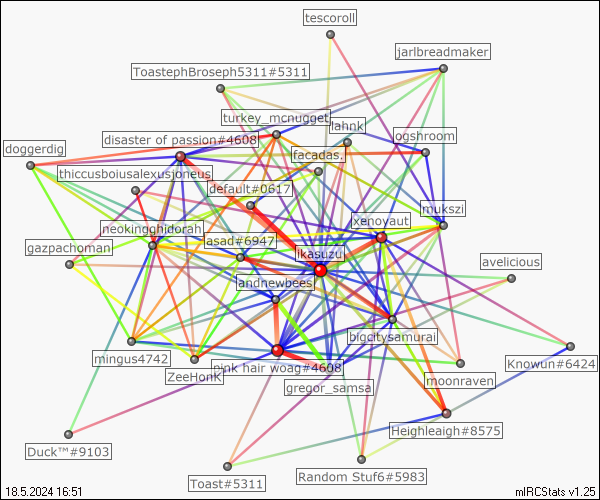 tescoroll
jarlbreadmaker
ToastephBroseph5311#5311
turkey_mcnugget
lahnk
ogshroom
disaster of passion#4608
doggerdig
facadas.
thiccusboiusalexusjoneus
default#0617
mukszi
xenoyaut
neokingghidorah
asad#6947
gazpachoman
ikasuzu
avelicious
andnewbees
bigcitysamurai
mingus4742
pink hair woag#4608
Knowun#6424
ZeeHonk
moonraven
gregor_samsa
Heighleagh#8575
Duck™#9103
Random Stuf6#5983
Toast#5311
18.5.2024 16:51
mIRCStats v1.25